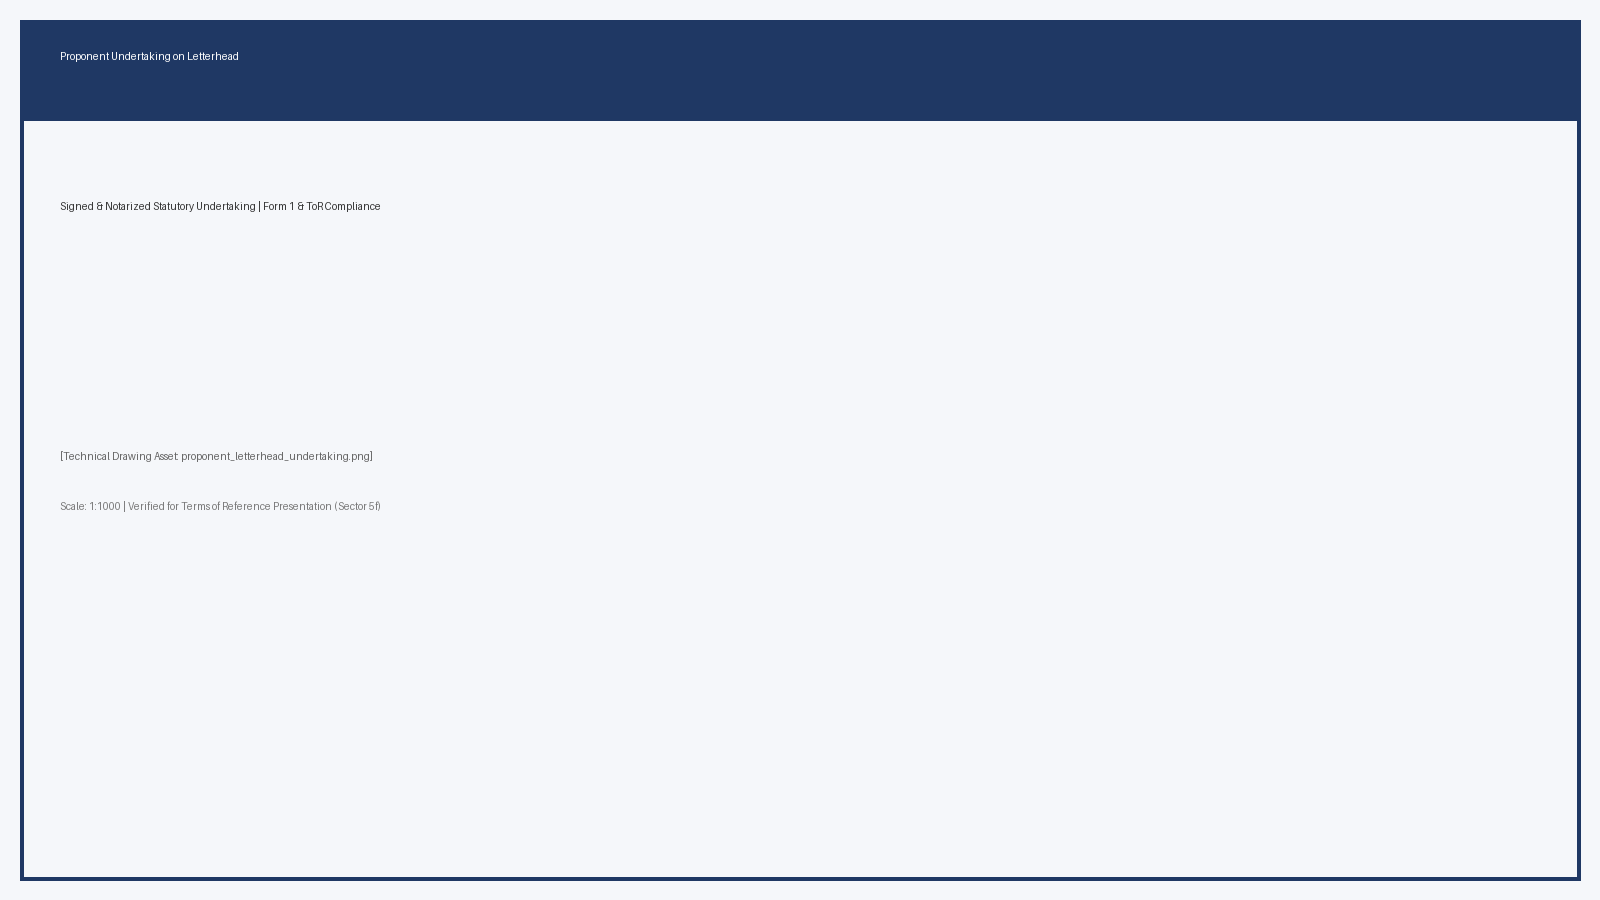 Proponent Undertaking on Letterhead
Signed & Notarized Statutory Undertaking | Form 1 & ToR Compliance
[Technical Drawing Asset: proponent_letterhead_undertaking.png]
Scale: 1:1000 | Verified for Terms of Reference Presentation (Sector 5f)